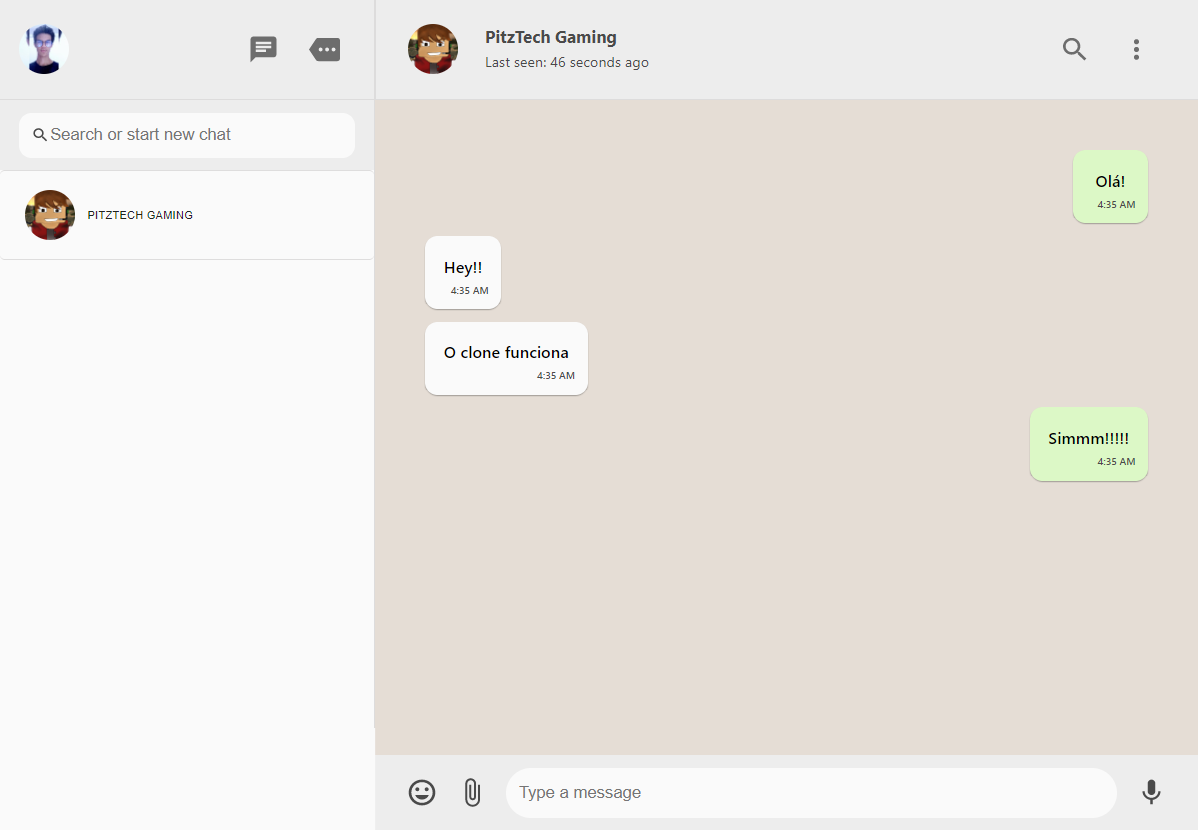 PitzTech Gaming
Last seen: 46 seconds ago
Search or start new chat
PITZTECH GAMING
Olá!
4:35 AM
Hey!!
4:35 AM
O clone funciona
4:35 AM
Simmm!!!!!
4:35 AM
Type a message